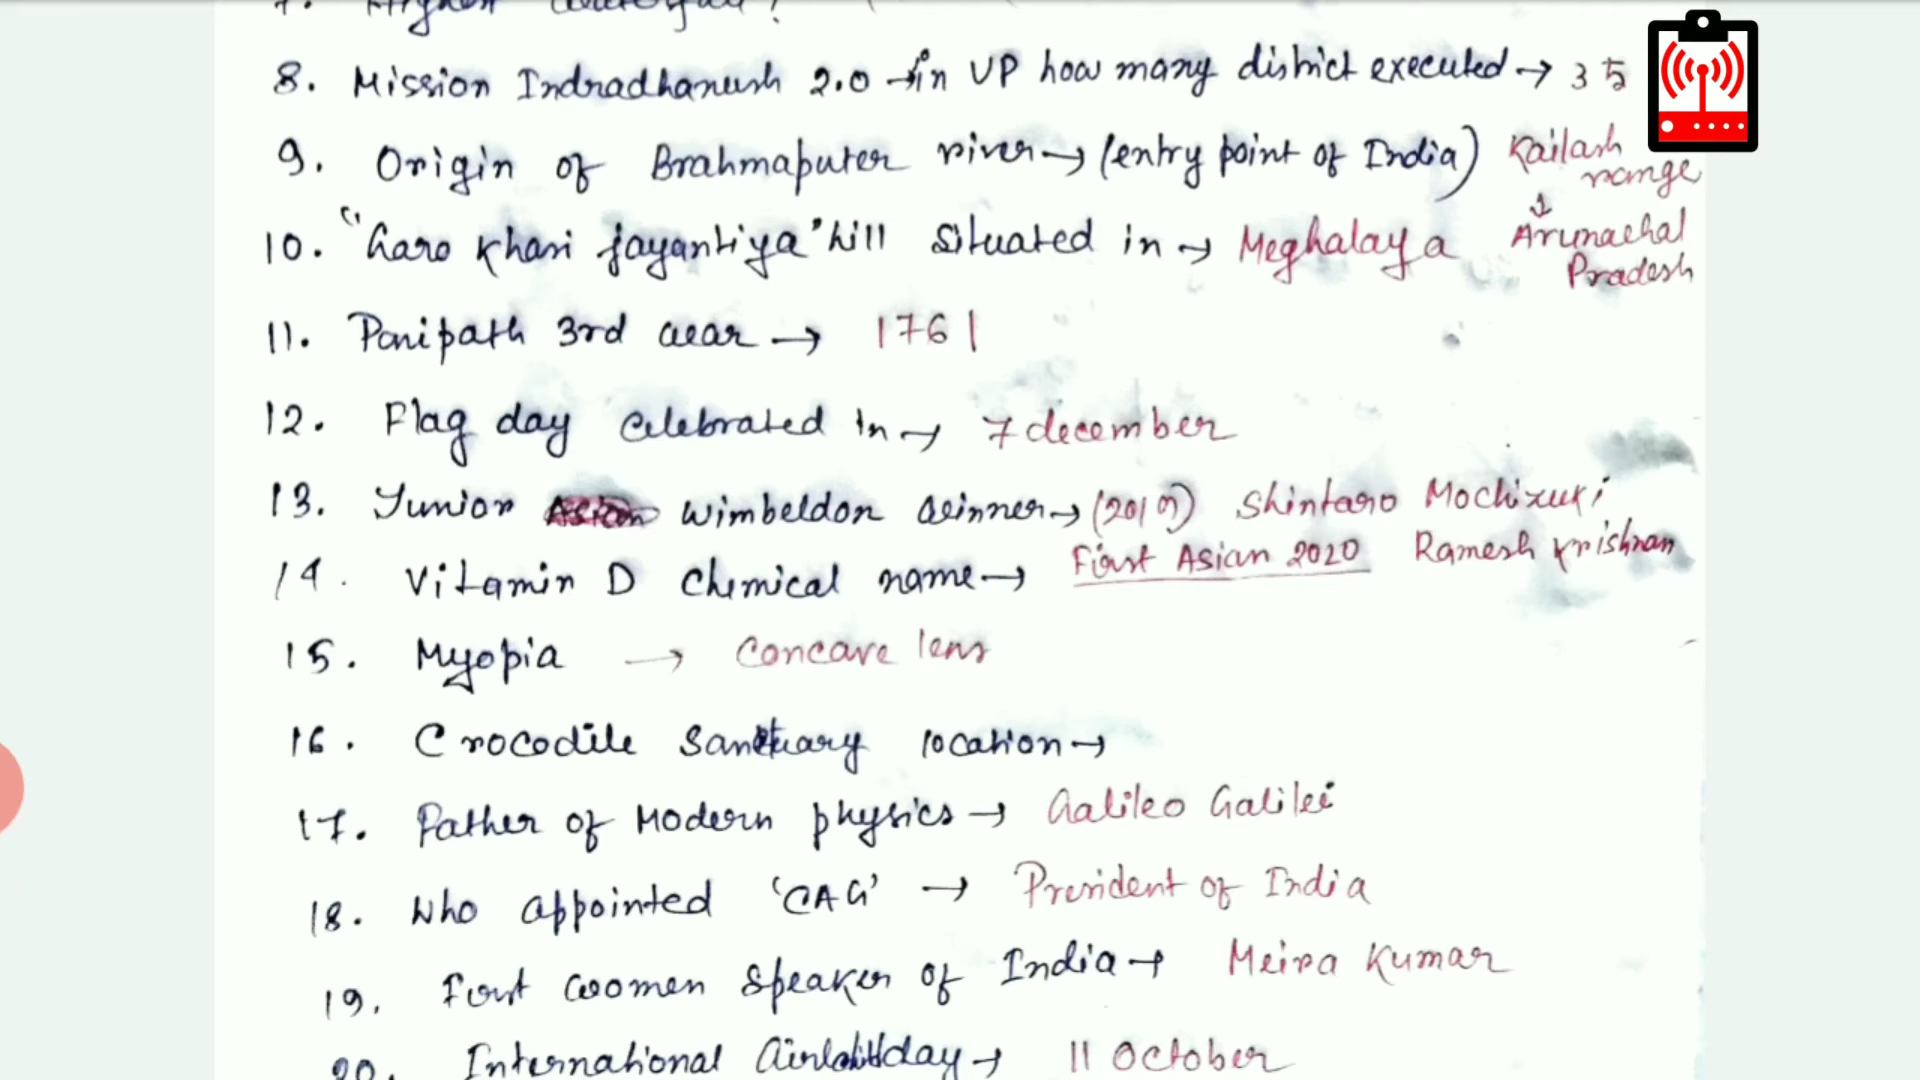 7. Highest
8. Mission Indradhanush 2.0 → in UP how many district executed → 35
9. Origin of Brahmaputer river → (entry point of India) Kailash range
↓
10. "Garo Khasi jayantiya" hill situated in → Meghalaya Arunachal Pradesh
11. Panipath 3rd wear → 1761
12. Flag day celebrated in → 7 december
13. Junior wimbeldon winner → (2019) Shintaro Mochizuki
First Asian 2020 Ramesh Krishnan
14. Vitamin D chemical name →
15. Myopia → Concave lens
16. Crocodile Sanctuary location →
17. Father of Modern physics → Galileo Galilei
18. Who appointed 'CAG' → President of India
19. First women speaker of India → Meira Kumar
20. International → 11 October